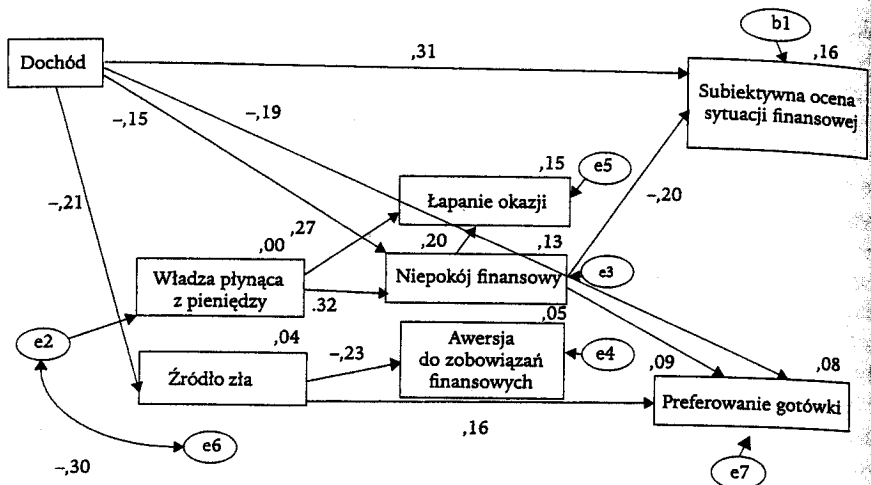 b1
,16
Dochód
,31
Subiektywna ocena
sytuacji finansowej
–,15
–,19
,15
e5
–,21
Łapanie okazji
–,20
,27
,00
,20
,13
Władza płynąca
z pieniędzy
Niepokój finansowy
e3
.32
,05
e2
,04
–,23
Awersja
do zobowiązań
finansowych
e4
,09
,08
Źródło zła
Preferowanie gotówki
,16
e6
–,30
e7